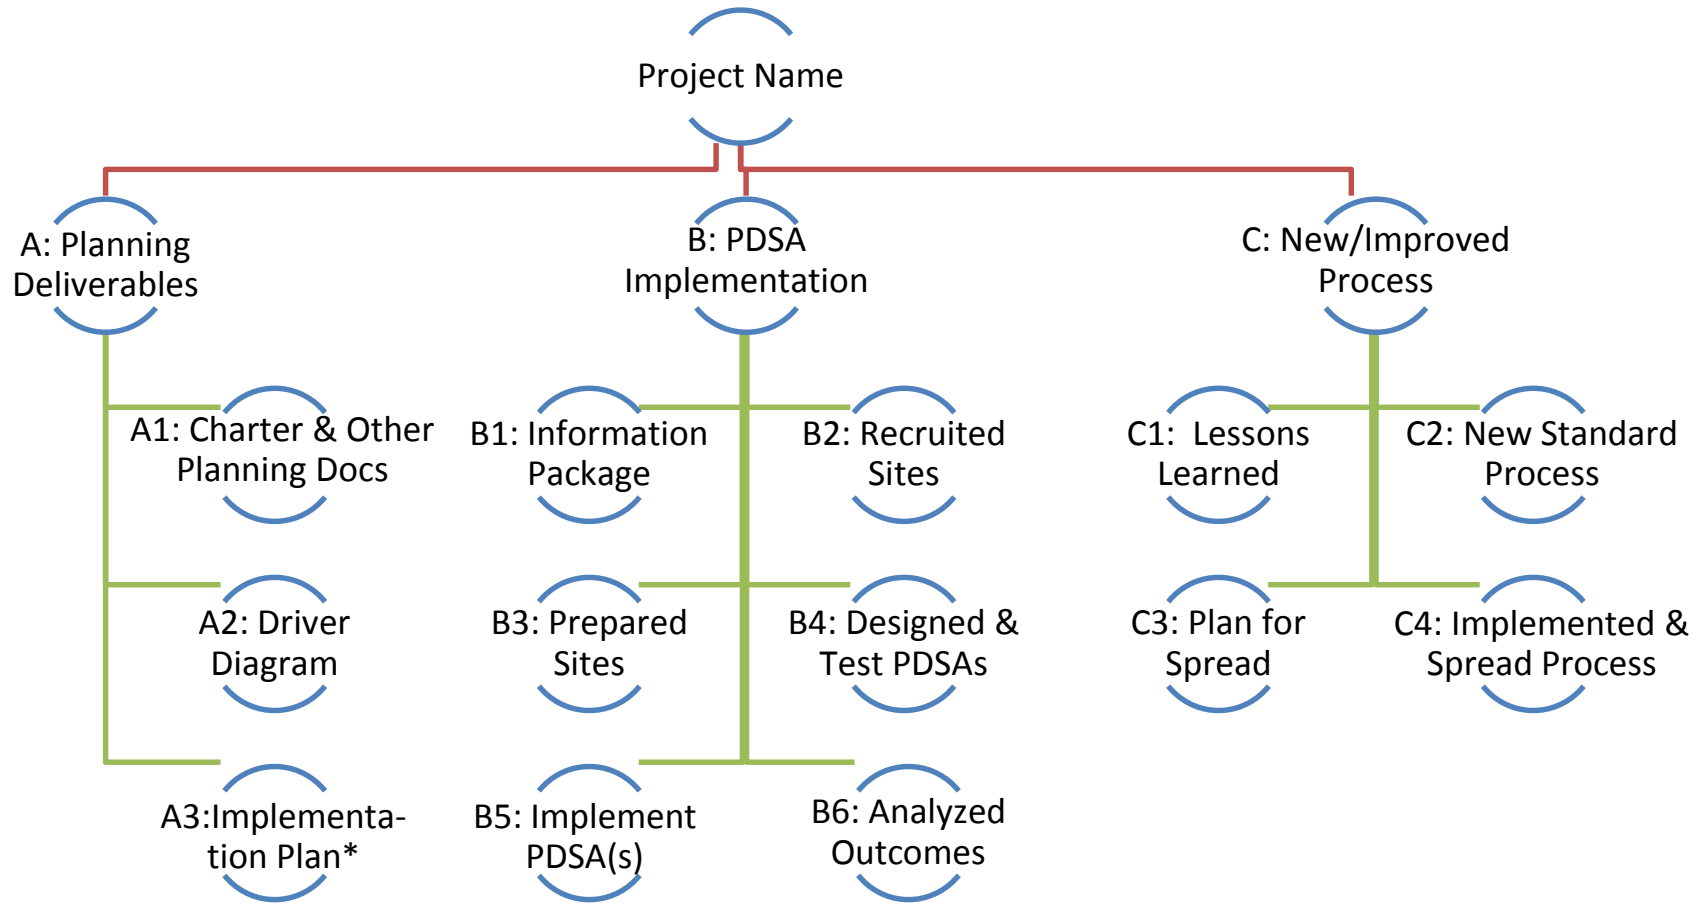 Project Name
A: Planning
Deliverables
B: PDSA
Implementation
C: New/Improved
Process
A1: Charter & Other
Planning Docs
B1: Information
Package
B2: Recruited
Sites
C1:  Lessons
Learned
C2: New Standard
Process
A2: Driver
Diagram
B3: Prepared
Sites
B4: Designed &
Test PDSAs
C3: Plan for
Spread
C4: Implemented &
Spread Process
A3:Implementa-
tion Plan*
B5: Implement
PDSA(s)
B6: Analyzed
Outcomes